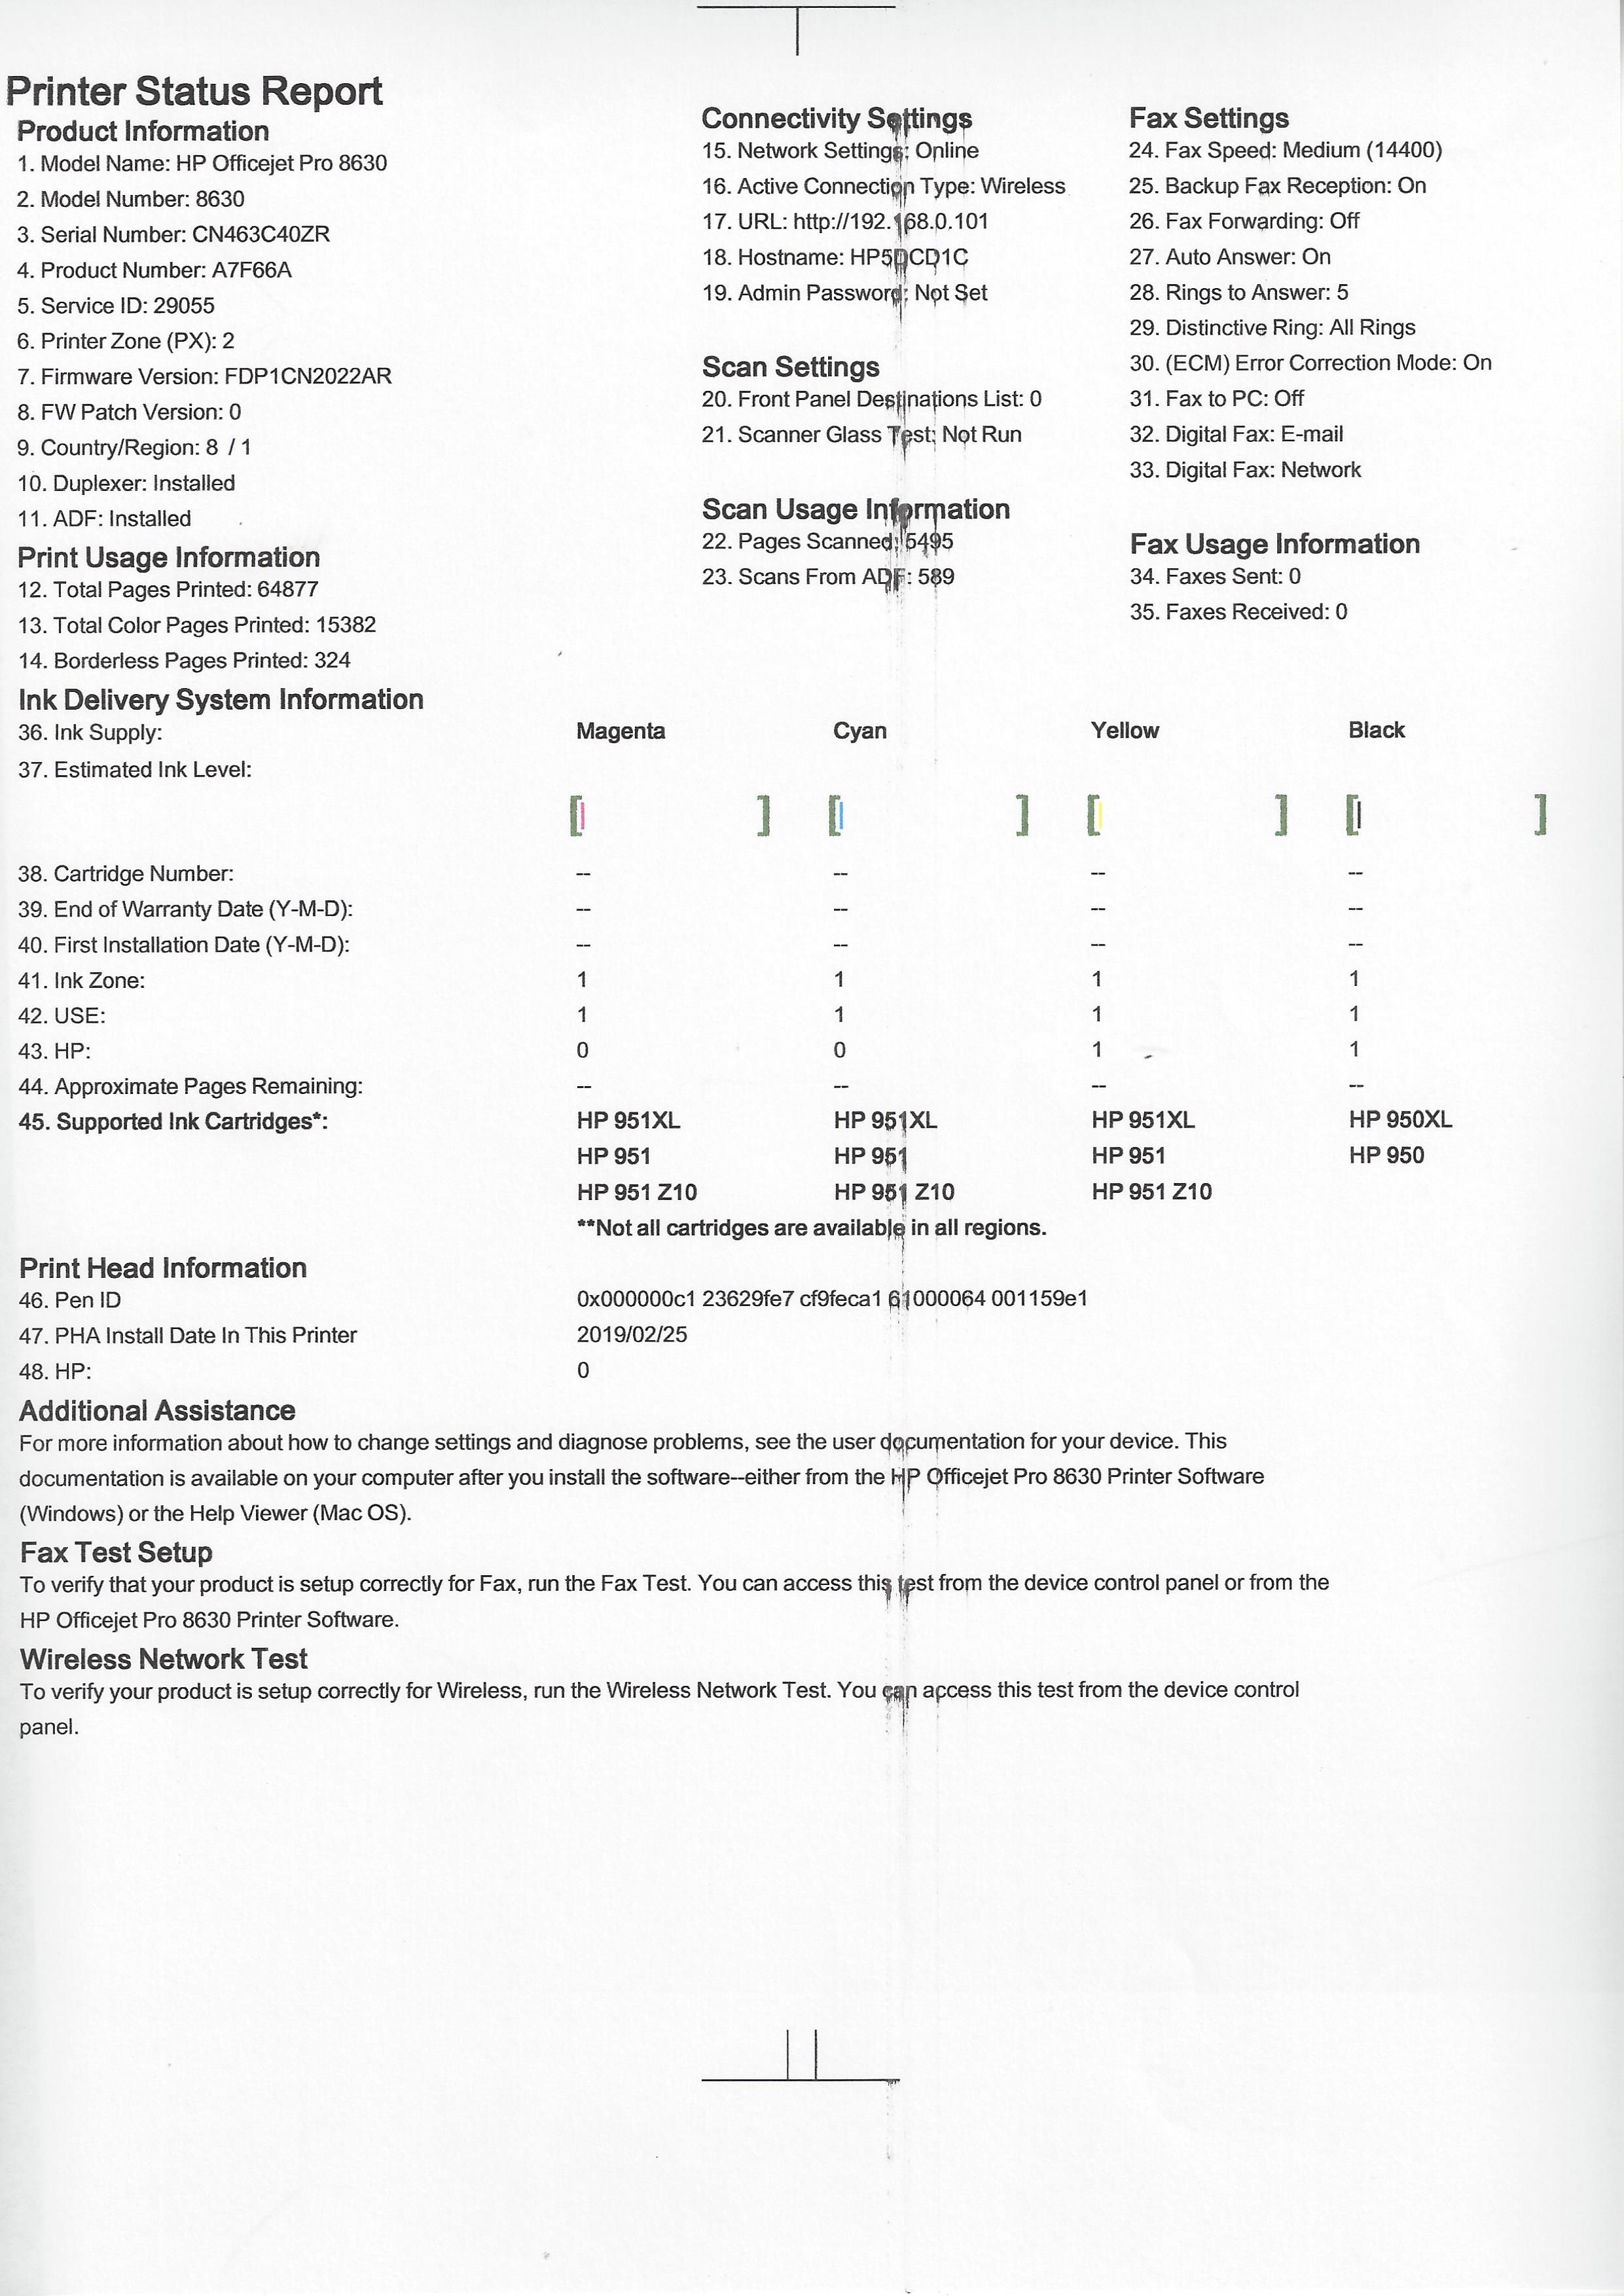 Printer Status Report
Product Information
1. Model Name: HP Officejet Pro 8630
2. Model Number: 8630
3. Serial Number: CN463C40ZR
4. Product Number: A7F66A
5. Service ID: 29055
6. Printer Zone (PX): 2
7. Firmware Version: FDP1CN2022AR
8. FW Patch Version: 0
9. Country/Region: 8 / 1
10. Duplexer: Installed
11. ADF: Installed
Print Usage Information
12. Total Pages Printed: 64877
13. Total Color Pages Printed: 15382
14. Borderless Pages Printed: 324
Connectivity Settings
15. Network Settings: Online
16. Active Connection Type: Wireless
17. URL: http://192.168.0.101
18. Hostname: HP5DCD1C
19. Admin Password: Not Set
Scan Settings
20. Front Panel Destinations List: 0
21. Scanner Glass Test: Not Run
Scan Usage Information
22. Pages Scanned: 5495
23. Scans From ADF: 589
Fax Settings
24. Fax Speed: Medium (14400)
25. Backup Fax Reception: On
26. Fax Forwarding: Off
27. Auto Answer: On
28. Rings to Answer: 5
29. Distinctive Ring: All Rings
30. (ECM) Error Correction Mode: On
31. Fax to PC: Off
32. Digital Fax: E-mail
33. Digital Fax: Network
Fax Usage Information
34. Faxes Sent: 0
35. Faxes Received: 0
Ink Delivery System Information
36. Ink Supply: Magenta Cyan Yellow Black
37. Estimated Ink Level:
38. Cartridge Number: -- -- -- --
39. End of Warranty Date (Y-M-D): -- -- -- --
40. First Installation Date (Y-M-D): -- -- -- --
41. Ink Zone: 1 1 1 1
42. USE: 1 1 1 1
43. HP: 0 0 1 1
44. Approximate Pages Remaining: -- -- -- --
45. Supported Ink Cartridges*: HP 951XL HP 951XL HP 951XL HP 950XL
HP 951 HP 951 HP 951 HP 950
HP 951 Z10 HP 951 Z10 HP 951 Z10
**Not all cartridges are available in all regions.
Print Head Information
46. Pen ID 0x000000c1 23629fe7 cf9feca1 61000064 001159e1
47. PHA Install Date In This Printer 2019/02/25
48. HP: 0
Additional Assistance
For more information about how to change settings and diagnose problems, see the user documentation for your device. This
documentation is available on your computer after you install the software--either from the HP Officejet Pro 8630 Printer Software
(Windows) or the Help Viewer (Mac OS).
Fax Test Setup
To verify that your product is setup correctly for Fax, run the Fax Test. You can access this test from the device control panel or from the
HP Officejet Pro 8630 Printer Software.
Wireless Network Test
To verify your product is setup correctly for Wireless, run the Wireless Network Test. You can access this test from the device control
panel.